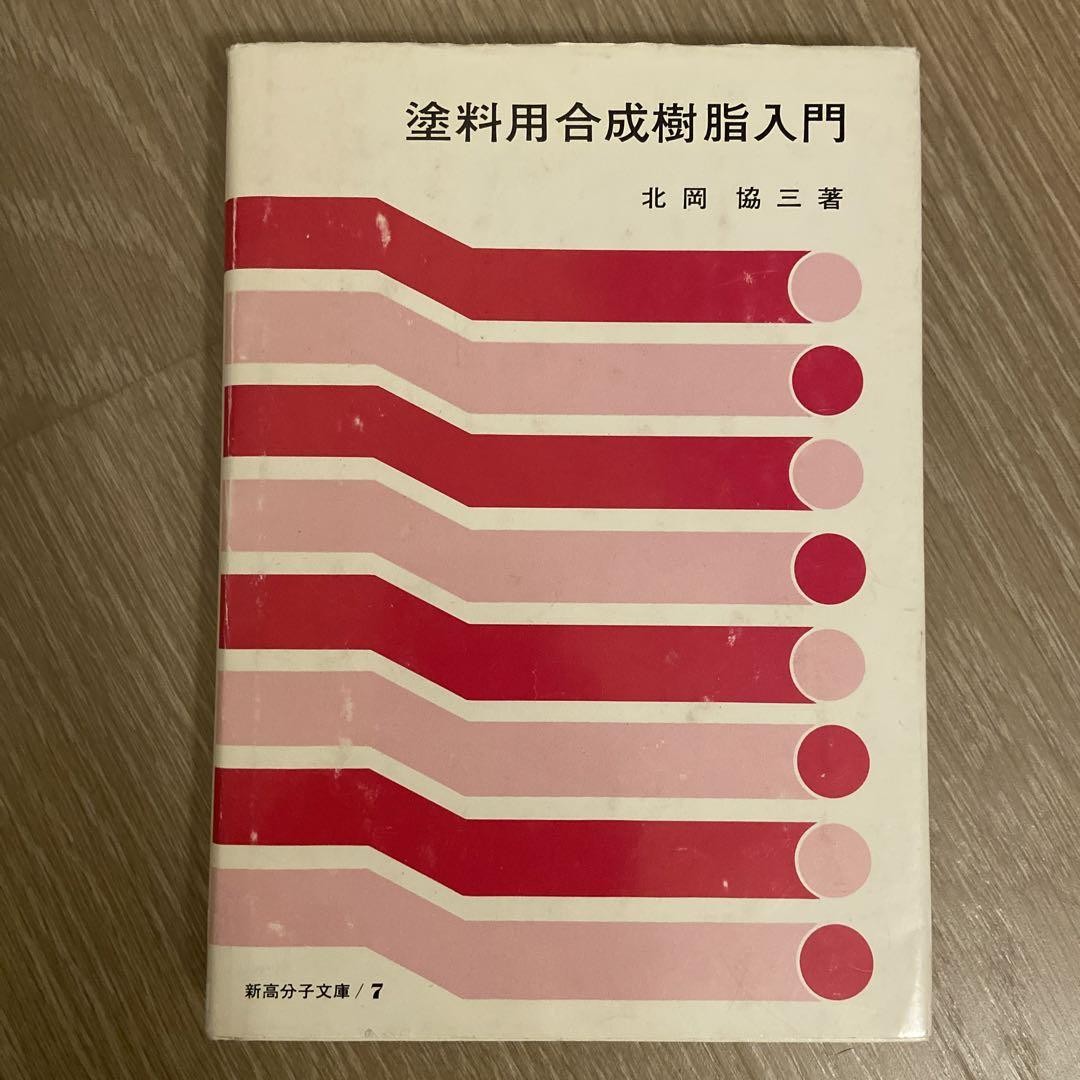 塗料用合成樹脂入門
北岡 協三著
新高分子文庫/7